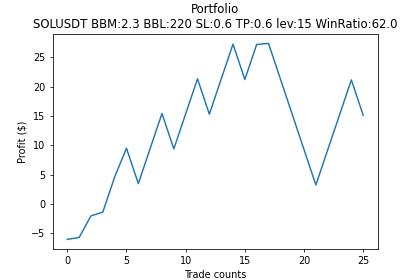 Portfolio
SOLUSDT BBM:2.3 BBL:220 SL:0.6 TP:0.6 lev:15 WinRatio:62.0
Profit ($)
25
20
15
10
5
0
−5
0 5 10 15 20 25
Trade counts